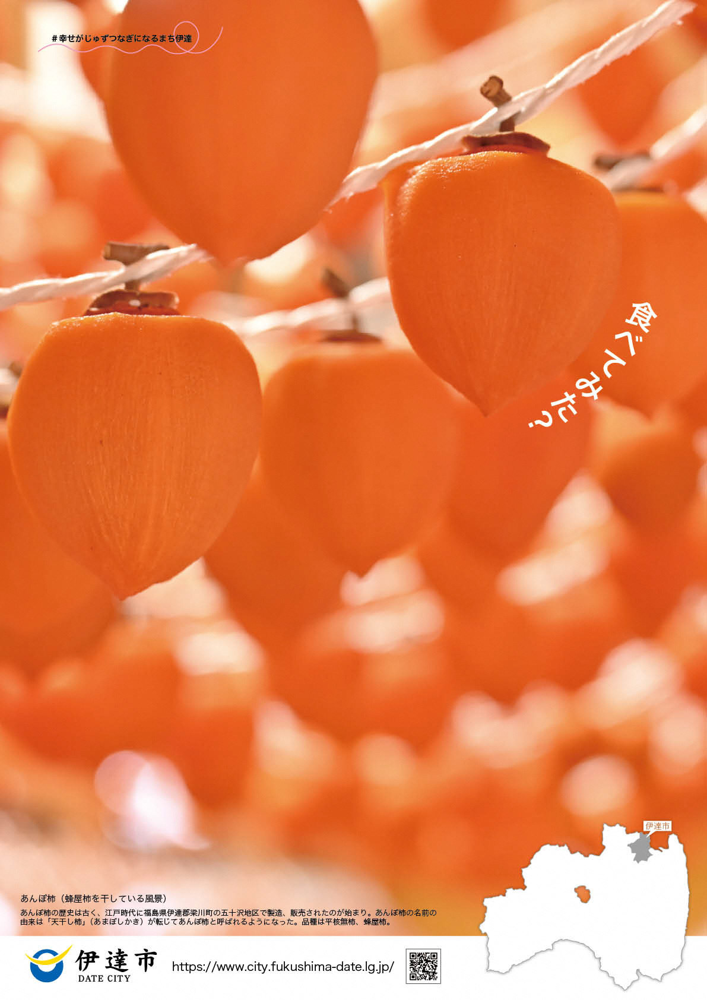 #幸せがじゅずつなぎになるまち伊達
食べてみた?
伊達市
あんぽ柿（蜂屋柿を干している風景）
あんぽ柿の歴史は古く、江戸時代に福島県伊達郡梁川町の五十沢地区で製造、販売されたのが始まり。あんぽ柿の名前の
由来は「天干し柿」（あまぼしかき）が転じてあんぽ柿と呼ばれるようになった。品種は平核無柿、蜂屋柿。
伊達市
DATE CITY
https://www.city.fukushima-date.lg.jp/